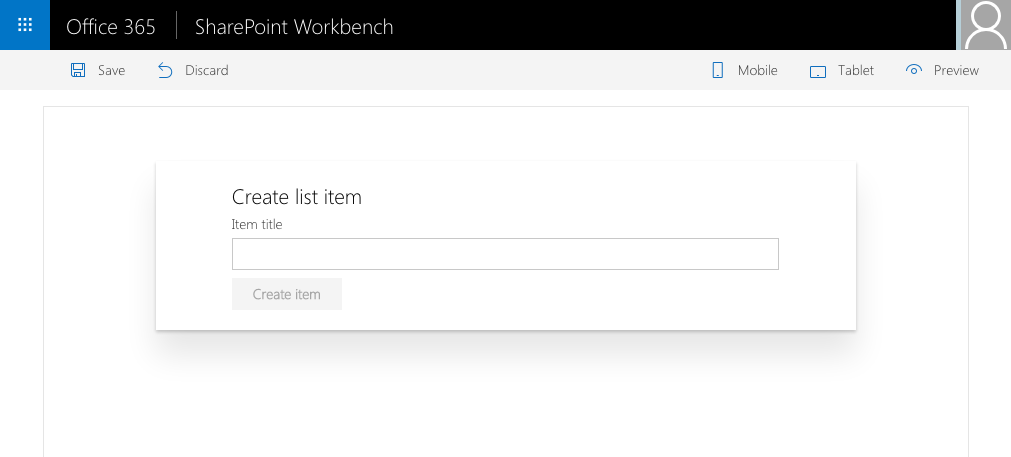 Office 365 SharePoint Workbench
Save Discard Mobile Tablet Preview
Create list item
Item title
Create item